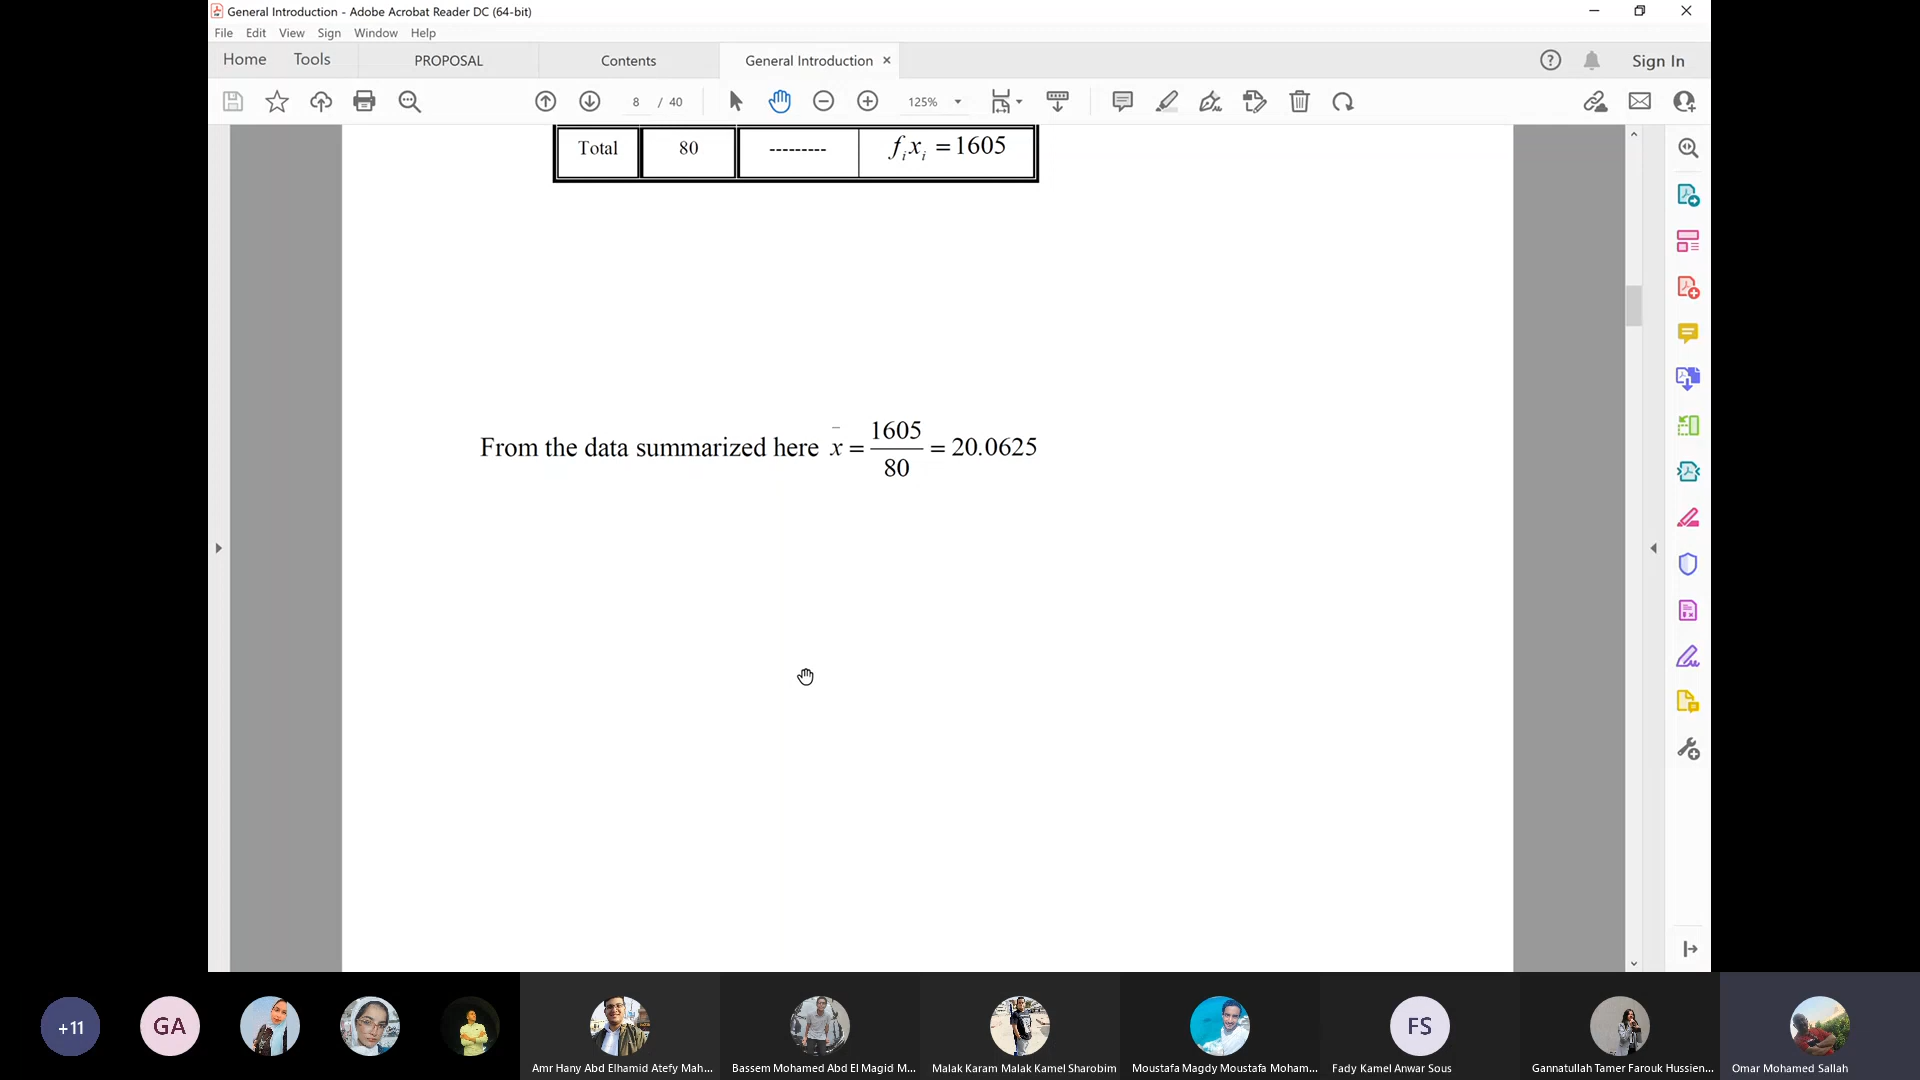 General Introduction - Adobe Acrobat Reader DC (64-bit)
File Edit View Sign Window Help
Home Tools PROPOSAL Contents General Introduction × Sign In
8 / 40 125%
Total 80 --------- fᵢxᵢ = 1605
From the data summarized here x̄ = 1605/80 = 20.0625
+11 GA FS
Amr Hany Abd Elhamid Atefy Mah... Bassem Mohamed Abd El Magid M... Malak Karam Malak Kamel Sharobim Moustafa Magdy Moustafa Moham... Fady Kamel Anwar Sous Gannatullah Tamer Farouk Hussien... Omar Mohamed Sallah